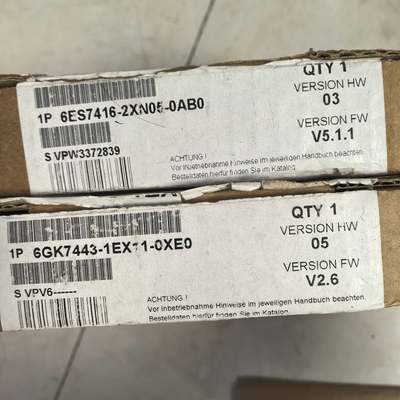 1P 6ES7416-2XN05-0AB0
S VPW3372839
QTY 1
VERSION HW
03
VERSION FW
V5.1.1
ACHTUNG !
Vor Inbetriebnahme Hinweise im jeweiligen Handbuch beachten.
Bestelldaten hierfür finden Sie im Katalog.
1P 6GK7443-1EX11-0XE0
S VPV6------
QTY 1
VERSION HW
05
VERSION FW
V2.6
ACHTUNG !
Vor Inbetriebnahme Hinweise im jeweiligen Handbuch beachten.
Bestelldaten hierfür finden Sie im Katalog.